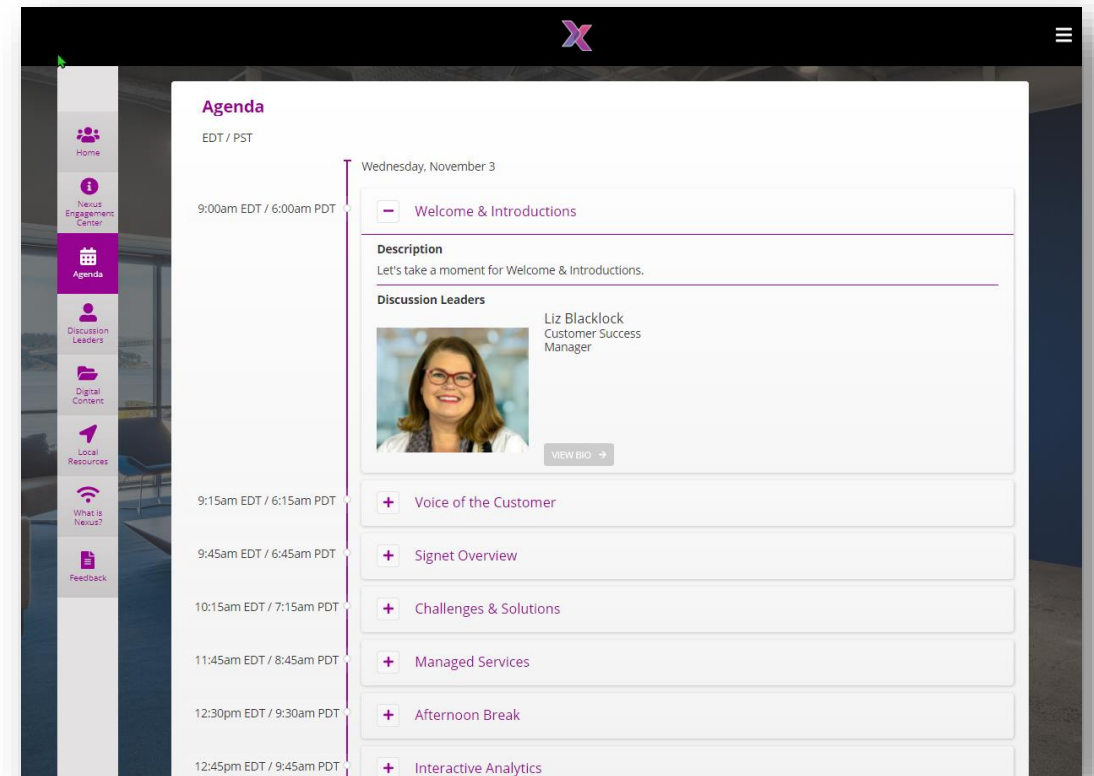 Agenda
EDT / PST
Wednesday, November 3
Home
Nexus
Engagement
Center
Agenda
Discussion
Leaders
Digital
Content
Local
Resources
What is
Nexus?
Feedback
9:00am EDT / 6:00am PDT
Welcome & Introductions
Description
Let's take a moment for Welcome & Introductions.
Discussion Leaders
Liz Blacklock
Customer Success
Manager
VIEW BIO →
9:15am EDT / 6:15am PDT
Voice of the Customer
9:45am EDT / 6:45am PDT
Signet Overview
10:15am EDT / 7:15am PDT
Challenges & Solutions
11:45am EDT / 8:45am PDT
Managed Services
12:30pm EDT / 9:30am PDT
Afternoon Break
12:45pm EDT / 9:45am PDT
Interactive Analytics